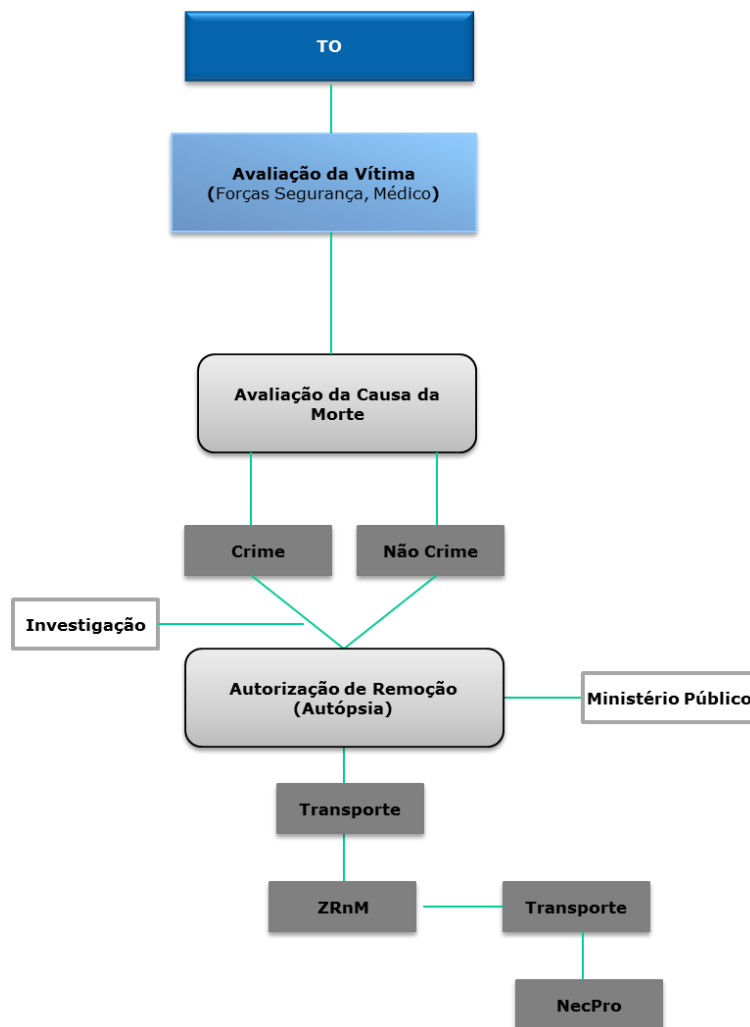 TO
Avaliação da Vítima
(Forças Segurança, Médico)
Avaliação da Causa da
Morte
Crime
Não Crime
Investigação
Autorização de Remoção
(Autópsia)
Ministério Público
Transporte
ZRnM
Transporte
NecPro